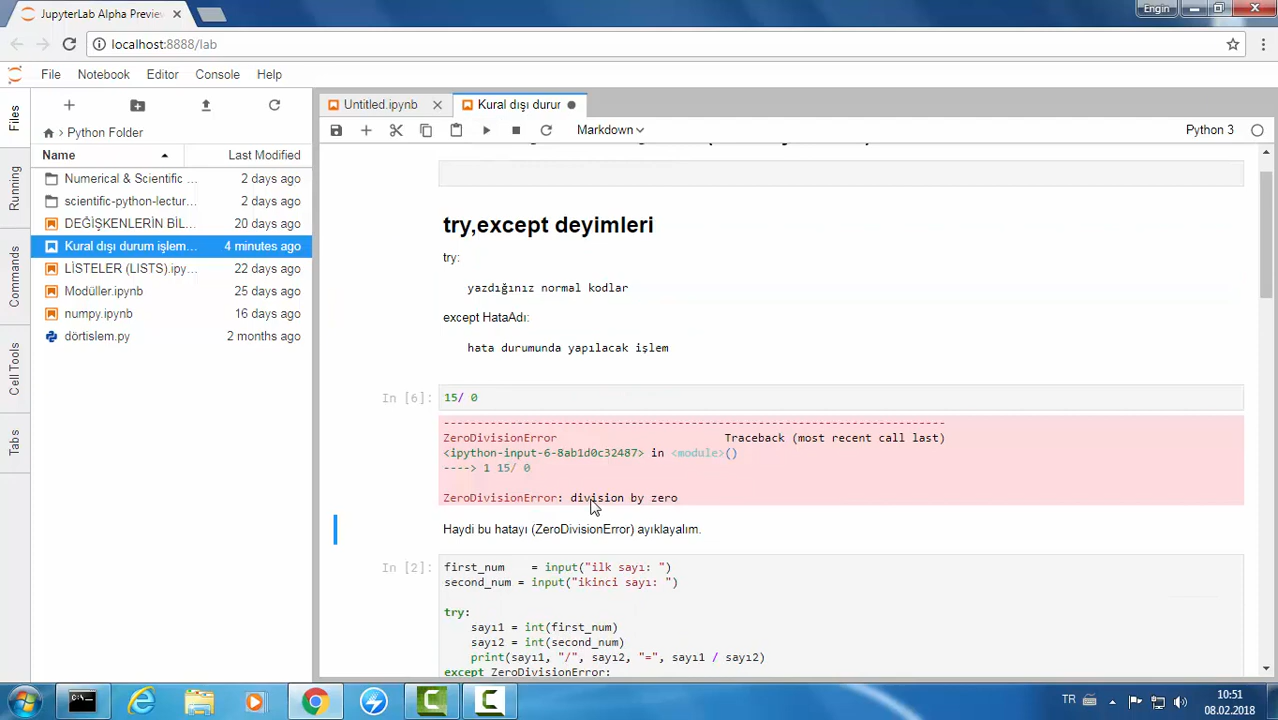 JupyterLab Alpha Preview
Engin
localhost:8888/lab
File Notebook Editor Console Help
Files
Running
Commands
Cell Tools
Tabs
Python Folder
Name Last Modified
Numerical & Scientific ... 2 days ago
scientific-python-lectur... 2 days ago
DEĞİŞKENLERİN BİL... 20 days ago
Kural dışı durum işlem... 4 minutes ago
LİSTELER (LISTS).ipy... 22 days ago
Modüller.ipynb 25 days ago
numpy.ipynb 16 days ago
dörtislem.py 2 months ago
Untitled.ipynb
Kural dışı durur
Markdown
Python 3
try,except deyimleri
try:
yazdığınız normal kodlar
except HataAdı:
hata durumunda yapılacak işlem
In [6]: 15/ 0
---------------------------------------------------------------------------
ZeroDivisionError Traceback (most recent call last)
<ipython-input-6-8ab1d0c32487> in <module>()
----> 1 15/ 0
ZeroDivisionError: division by zero
Haydi bu hatayı (ZeroDivisionError) ayıklayalım.
In [2]: first_num = input("ilk sayı: ")
second_num = input("ikinci sayı: ")
try:
sayı1 = int(first_num)
sayı2 = int(second_num)
print(sayı1, "/", sayı2, "=", sayı1 / sayı2)
except ZeroDivisionError:
TR
10:51
08.02.2018